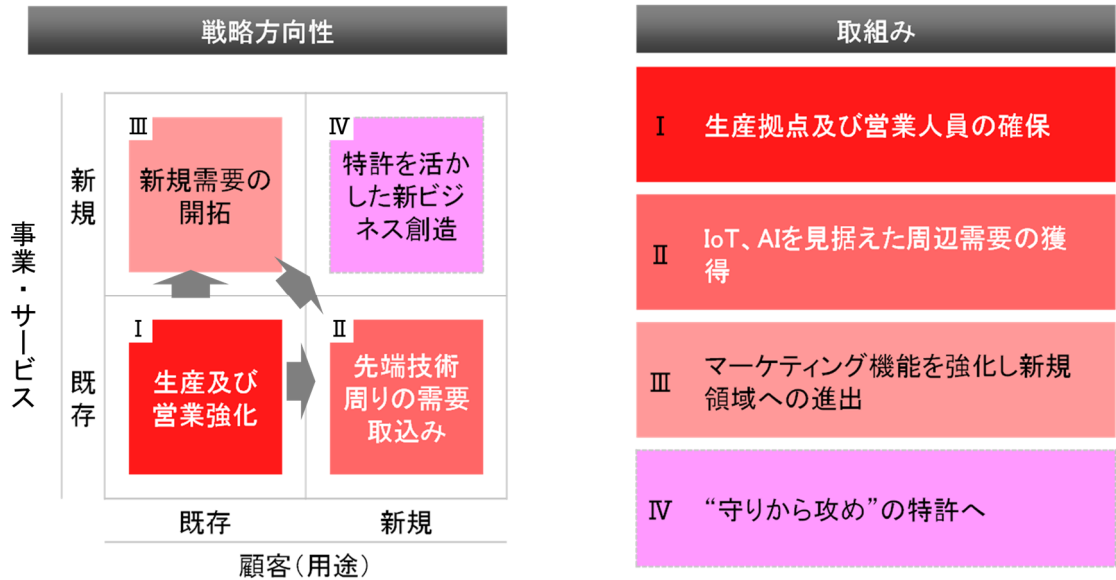 戦略方向性
取組み
事業・サービス
新規
既存
Ⅲ
新規需要の
開拓
Ⅳ
特許を活か
した新ビジ
ネス創造
Ⅰ
生産及び
営業強化
Ⅱ
先端技術
周りの需要
取込み
既存
新規
顧客(用途)
Ⅰ 生産拠点及び営業人員の確保
Ⅱ IoT、AIを見据えた周辺需要の獲
得
Ⅲ マーケティング機能を強化し新規
領域への進出
Ⅳ “守りから攻め”の特許へ